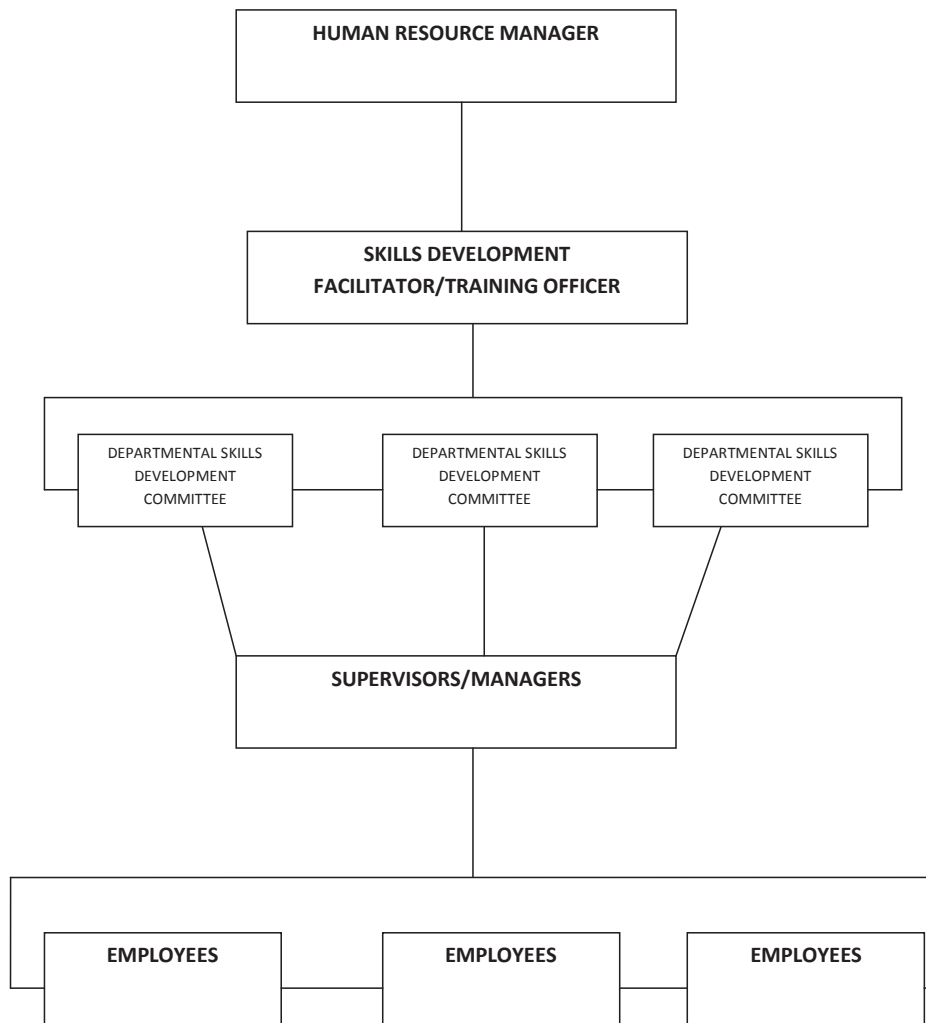 HUMAN RESOURCE MANAGER
SKILLS DEVELOPMENT
FACILITATOR/TRAINING OFFICER
DEPARTMENTAL SKILLS
DEVELOPMENT
COMMITTEE
DEPARTMENTAL SKILLS
DEVELOPMENT
COMMITTEE
DEPARTMENTAL SKILLS
DEVELOPMENT
COMMITTEE
SUPERVISORS/MANAGERS
EMPLOYEES
EMPLOYEES
EMPLOYEES